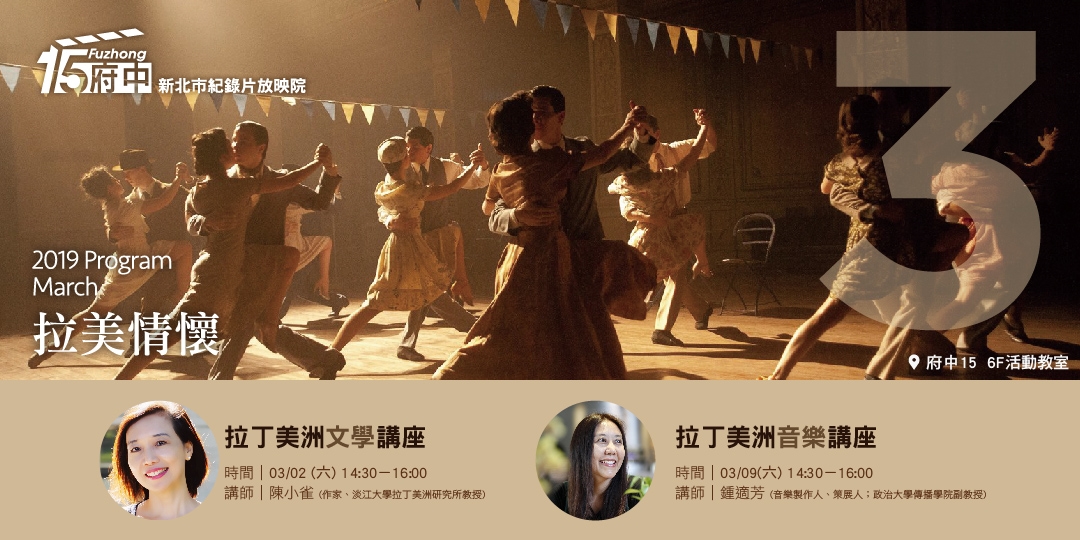 Fuzhong
15府中 新北市紀錄片放映院
3
2019 Program
March
拉美情懷
府中15 6F活動教室
拉丁美洲文學講座
時間｜03/02 (六) 14:30－16:00
講師｜陳小雀 (作家、淡江大學拉丁美洲研究所教授)
拉丁美洲音樂講座
時間｜03/09(六) 14:30－16:00
講師｜鍾適芳 (音樂製作人、策展人；政治大學傳播學院副教授)